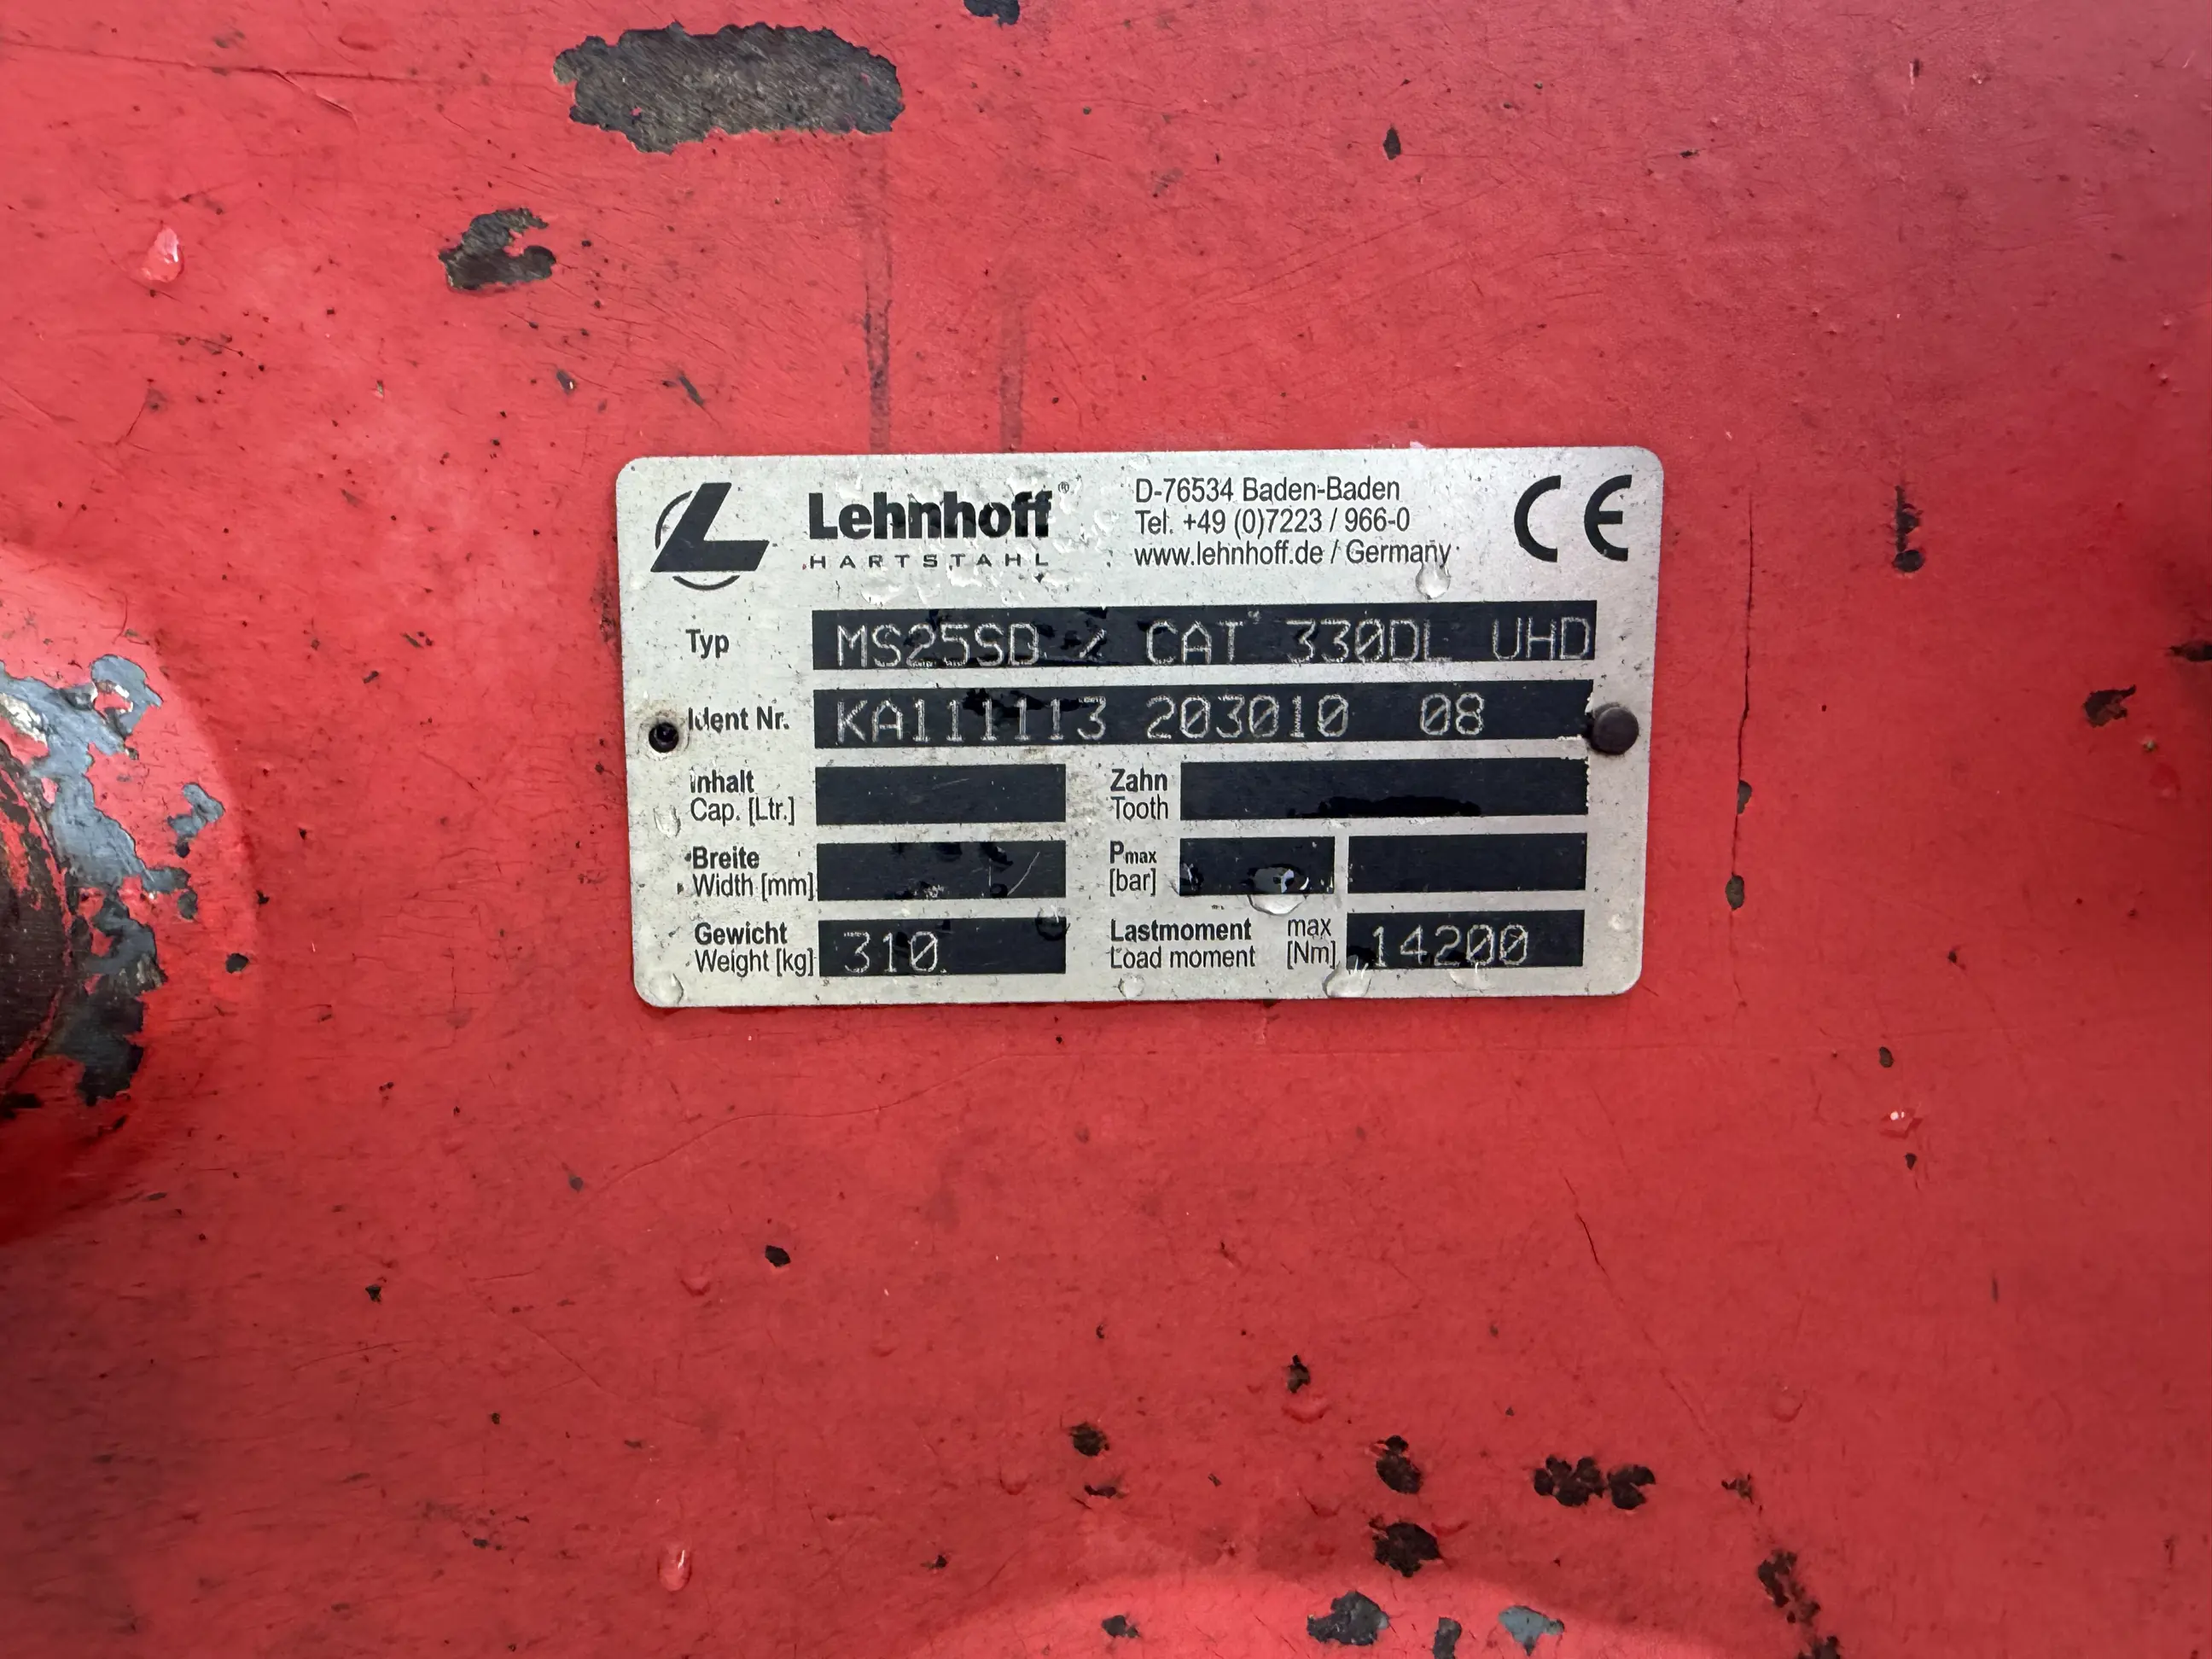 Lehnhoff®
HARTSTAHL
D-76534 Baden-Baden
Tel. +49 (0)7223 / 966-0
www.lehnhoff.de / Germany
CE
Typ MS25SD / CAT 330DL UHD
Ident Nr. KA111113 203010 08
Inhalt
Cap. [Ltr.]
Zahn
Tooth
Breite
Width [mm]
Pmax
[bar]
Gewicht
Weight [kg] 310
Lastmoment max
Load moment [Nm] 14200